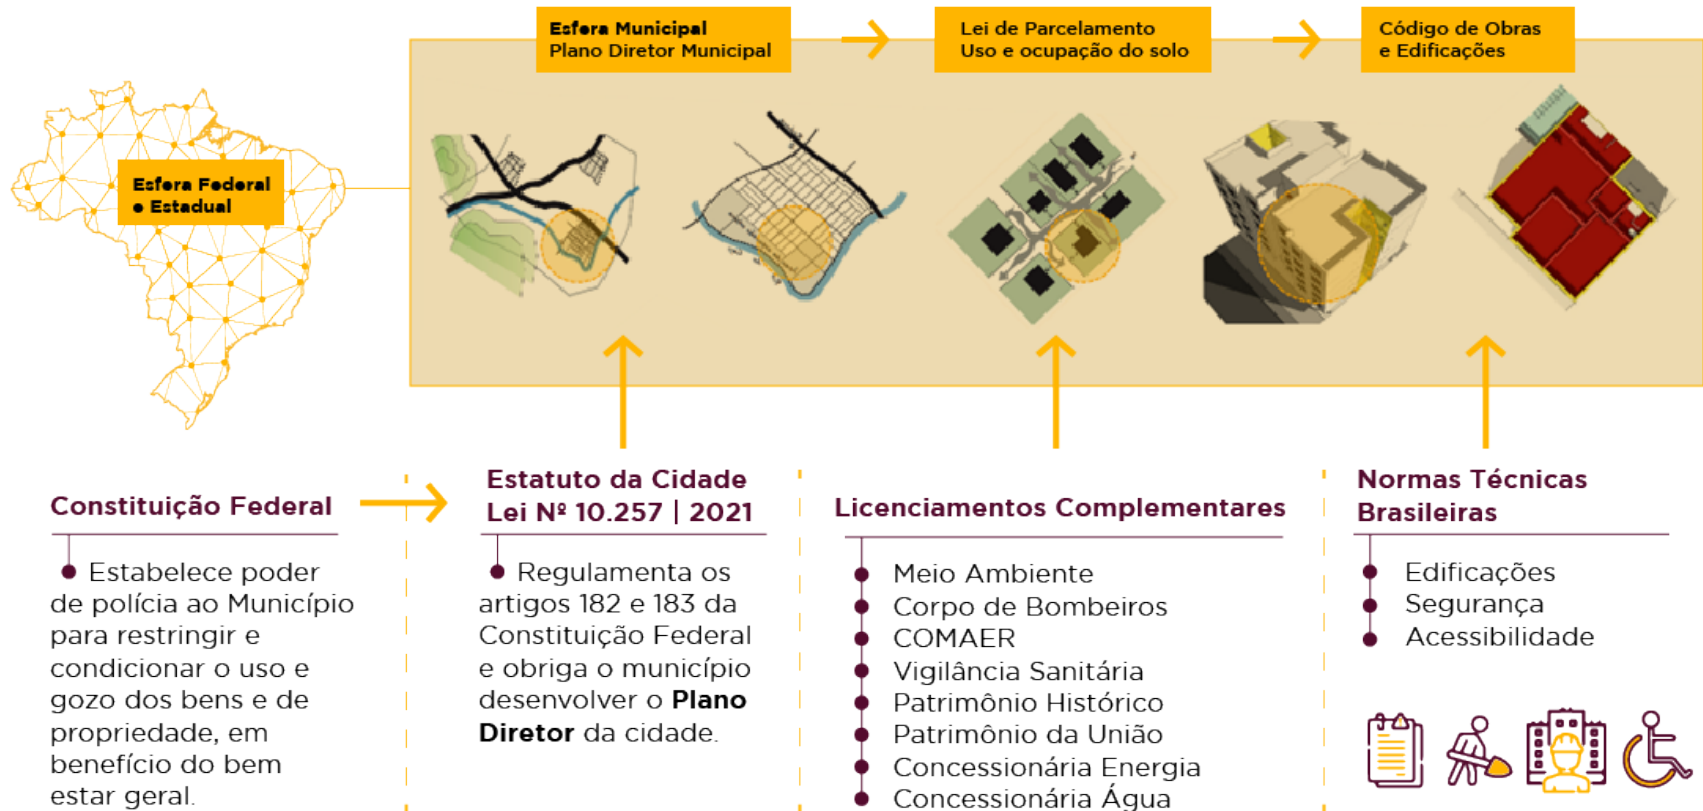 Esfera Municipal
Plano Diretor Municipal
Lei de Parcelamento
Uso e ocupação do solo
Código de Obras
e Edificações
Esfera Federal
e Estadual
Constituição Federal
Estabelece poder
de polícia ao Município
para restringir e
condicionar o uso e
gozo dos bens e de
propriedade, em
benefício do bem
estar geral.
Estatuto da Cidade
Lei Nº 10.257 | 2021
Regulamenta os
artigos 182 e 183 da
Constituição Federal
e obriga o município
desenvolver o Plano
Diretor da cidade.
Licenciamentos Complementares
Meio Ambiente
Corpo de Bombeiros
COMAER
Vigilância Sanitária
Patrimônio Histórico
Patrimônio da União
Concessionária Energia
Concessionária Água
Normas Técnicas
Brasileiras
Edificações
Segurança
Acessibilidade